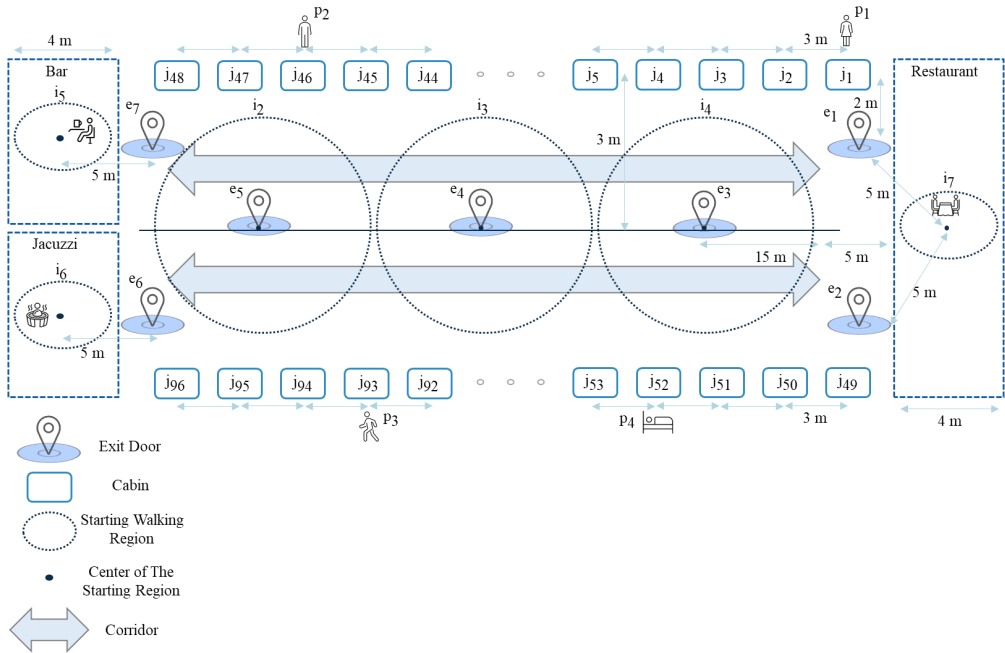 p2
p1
4 m
3 m
Bar
j48
j47
j46
j45
j44
j5
j4
j3
j2
j1
Restaurant
i5
e7
i2
i3
i4
e1
2 m
3 m
5 m
e5
e4
e3
5 m
i7
Jacuzzi
i6
e6
15 m
5 m
e2
5 m
5 m
j96
j95
j94
j93
j92
j53
j52
j51
j50
j49
p3
p4
3 m
4 m
Exit Door
Cabin
Starting Walking
Region
Center of The
Starting Region
Corridor